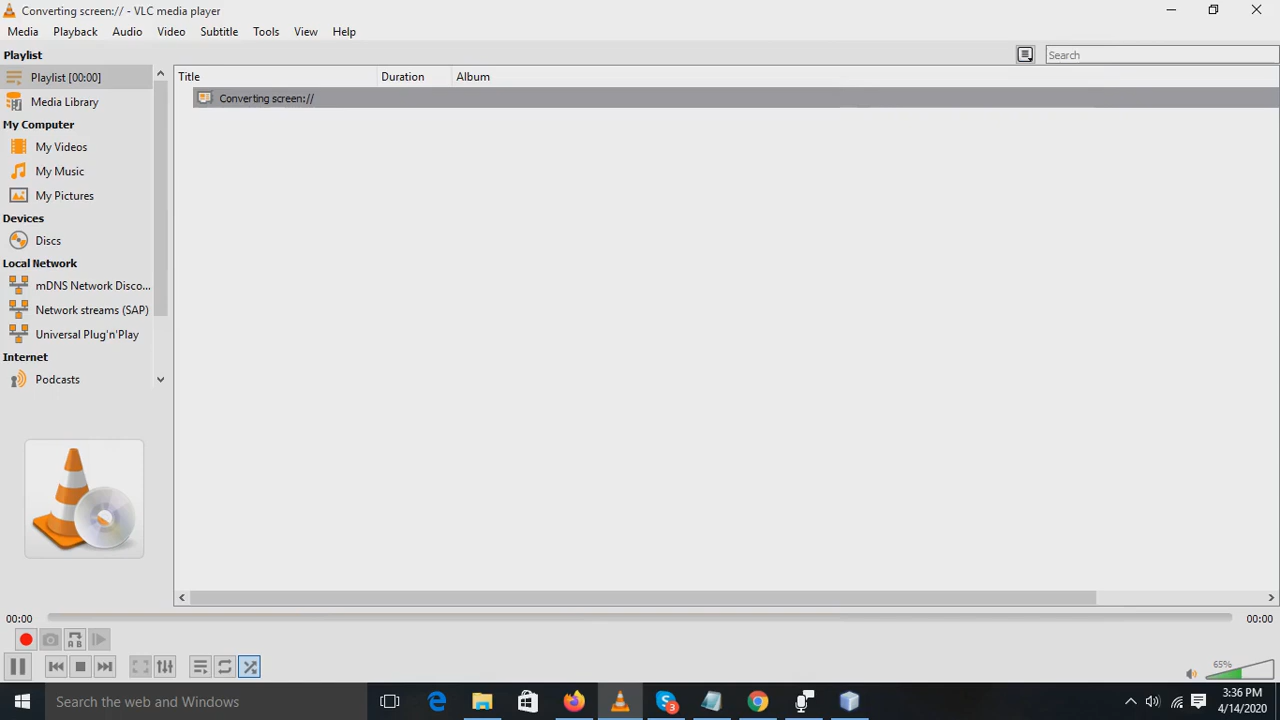 Converting screen:// - VLC media player
Media Playback Audio Video Subtitle Tools View Help
Playlist
Search
Playlist [00:00]
Title Duration Album
Converting screen://
Media Library
My Computer
My Videos
My Music
My Pictures
Devices
Discs
Local Network
mDNS Network Disco...
Network streams (SAP)
Universal Plug'n'Play
Internet
Podcasts
00:00 00:00
A B
65%
Search the web and Windows
3
3:36 PM
4/14/2020